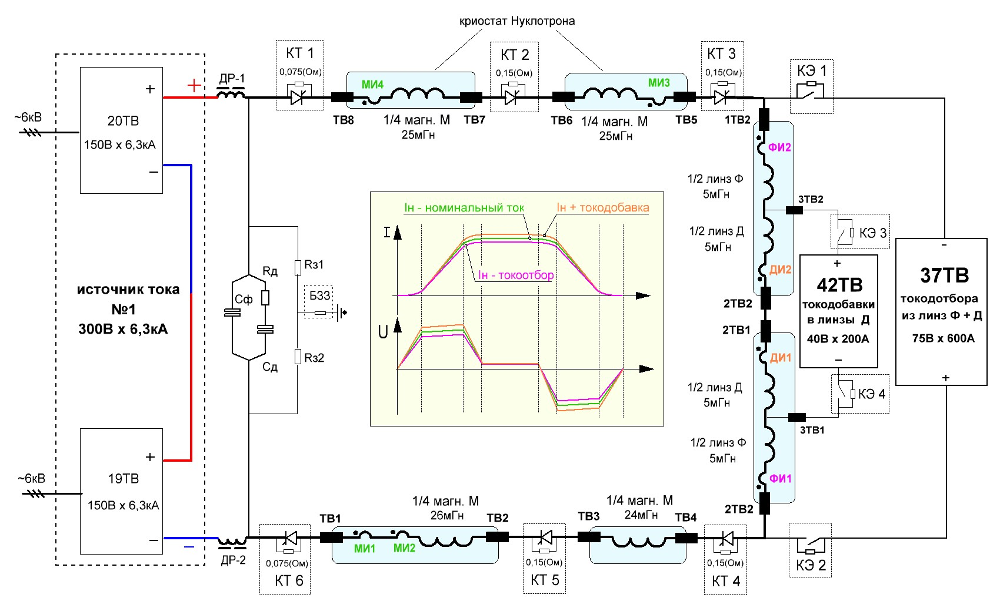 криостат Нуклотрона
КТ 1
0,075(Ом)
КТ 2
0,15(Ом)
КТ 3
0,15(Ом)
КЭ 1
ДР-1
+
МИ4
МИ3
ТВ8
1/4 магн. М
25мГн
ТВ7
ТВ6
1/4 магн. М
25мГн
ТВ5
1ТВ2
~6кВ
+
20ТВ
150В х 6,3кА
–
ФИ2
1/2 линз Ф
5мГн
3ТВ2
1/2 линз Д
5мГн
КЭ 3
ДИ2
2ТВ2
Iн - номинальный ток
Iн + токодобавка
I
Iн - токоотбор
U
Rд
Rз1
Сф
БЗЗ
Rз2
Сд
источник тока
№1
300В х 6,3кА
+
42ТВ
токодобавки
в линзы Д
40В х 200А
–
–
37ТВ
токодотбора
из линз Ф + Д
75В х 600А
+
2ТВ1
ДИ1
1/2 линз Д
5мГн
КЭ 4
3ТВ1
1/2 линз Ф
5мГн
ФИ1
2ТВ2
~6кВ
+
19ТВ
150В х 6,3кА
–
–
ДР-2
0,075(Ом)
КТ 6
ТВ1
1/4 магн. М
26мГн
ТВ2
МИ1
МИ2
0,15(Ом)
КТ 5
ТВ3
1/4 магн. М
24мГн
ТВ4
0,15(Ом)
КТ 4
КЭ 2